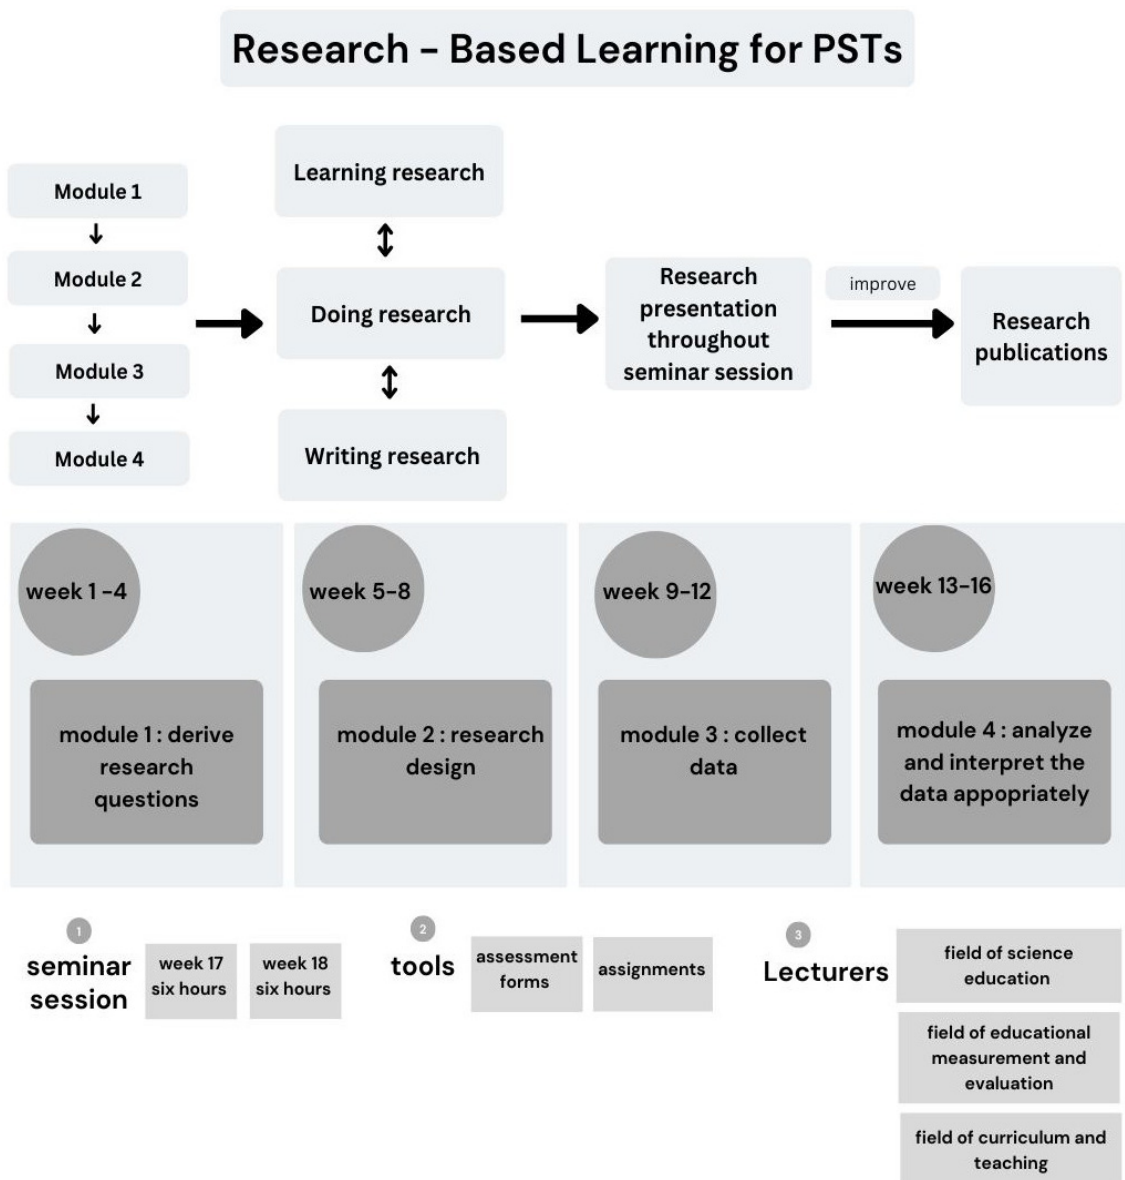 Research - Based Learning for PSTs
Module 1
Module 2
Module 3
Module 4
Learning research
Doing research
Writing research
Research
presentation
throughout
seminar session
improve
Research
publications
week 1 -4
module 1 : derive
research
questions
week 5-8
module 2 : research
design
week 9-12
module 3 : collect
data
week 13-16
module 4 : analyze
and interpret the
data appopriately
1
seminar
session
week 17
six hours
week 18
six hours
2
tools
assessment
forms
assignments
3
Lecturers
field of science
education
field of educational
measurement and
evaluation
field of curriculum and
teaching